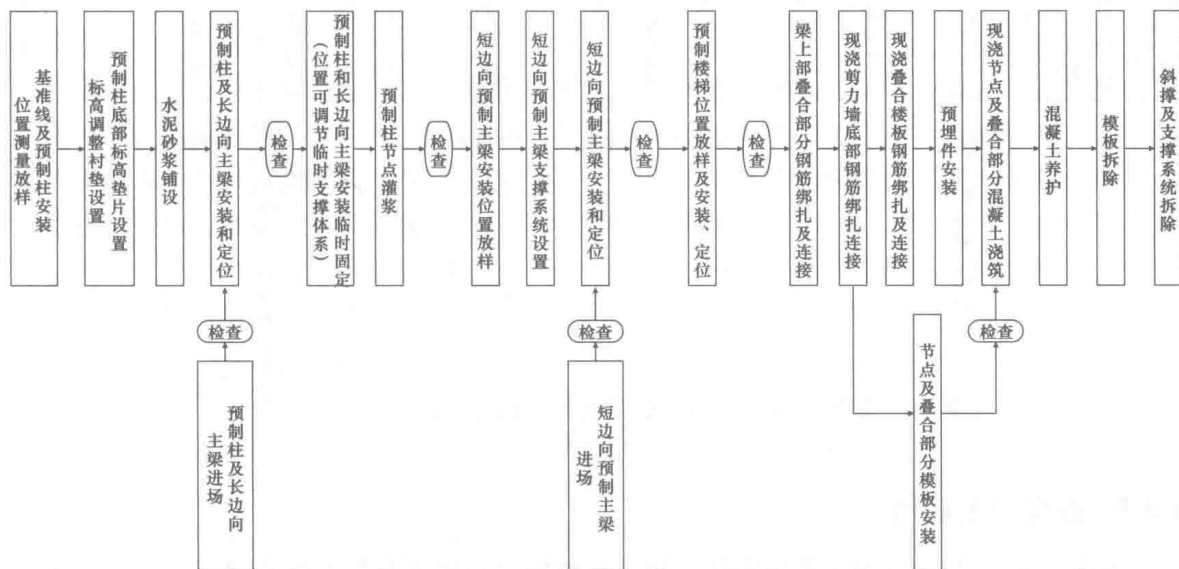 基准线及预制柱安装
位置测量放样
预制柱底部标高垫片设置
标高调整衬垫设置
水泥砂浆铺设
预制柱及长边向主梁安装和定位
检查
预制柱和长边向主梁安装临时固定
（位置可调节临时支撑体系）
预制柱节点灌浆
检查
短边向预制主梁安装位置放样
短边向预制主梁支撑系统设置
短边向预制主梁安装和定位
检查
预制楼梯位置放样及安装、定位
检查
梁上部叠合部分钢筋绑扎及连接
现浇剪力墙底部钢筋绑扎连接
现浇叠合楼板钢筋绑扎及连接
预埋件安装
现浇节点及叠合部分混凝土浇筑
混凝土养护
模板拆除
斜撑及支撑系统拆除
检查
预制柱及长边向
主梁进场
检查
短边向预制主梁
进场
检查
节点及叠合部分模板安装